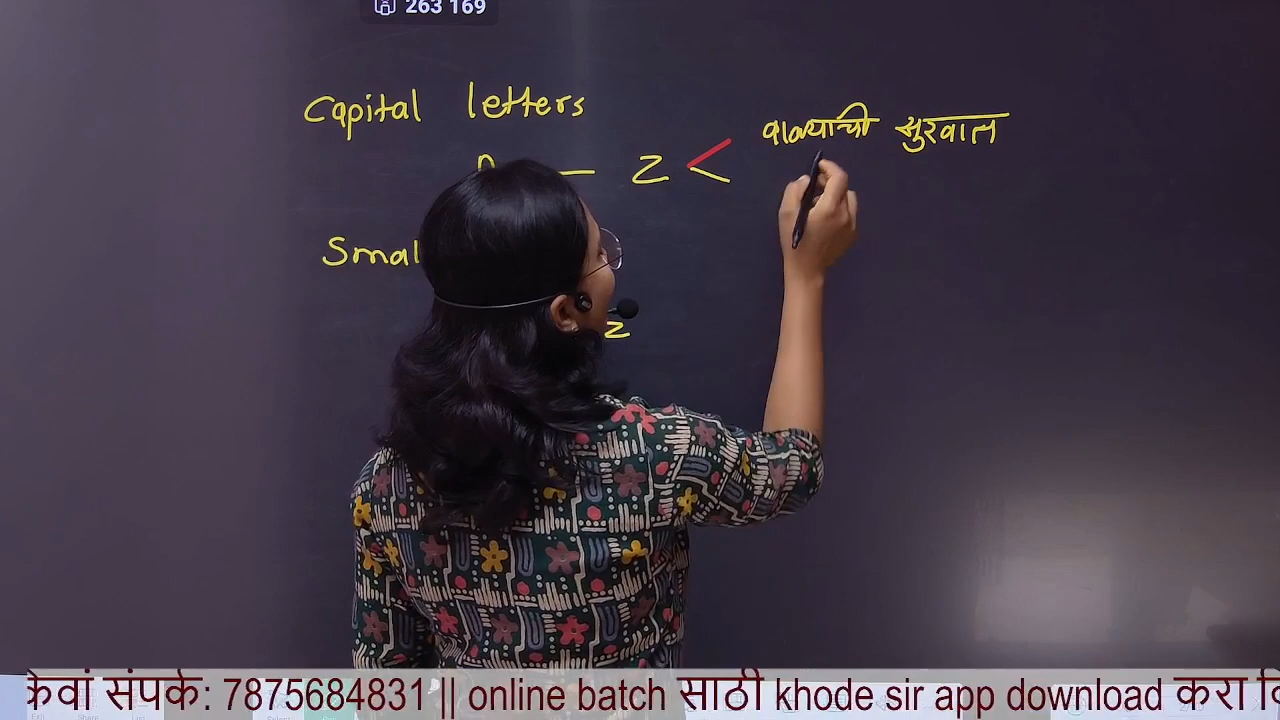 263 169
Capital letters
वाक्याची सुरवात
— Z <
Smal
z
केवां संपर्क: 7875684831 || online batch साठी khode sir app download करा वि